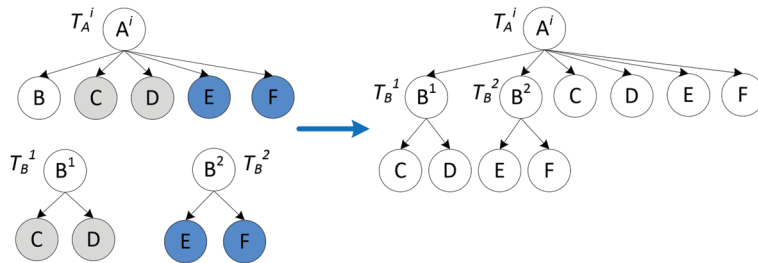 T_A^i A^i
B C D E F
T_B^1 B^1 B^2 T_B^2
C D E F
T_A^i A^i
T_B^1 B^1 T_B^2 B^2 C D E F
C D E F